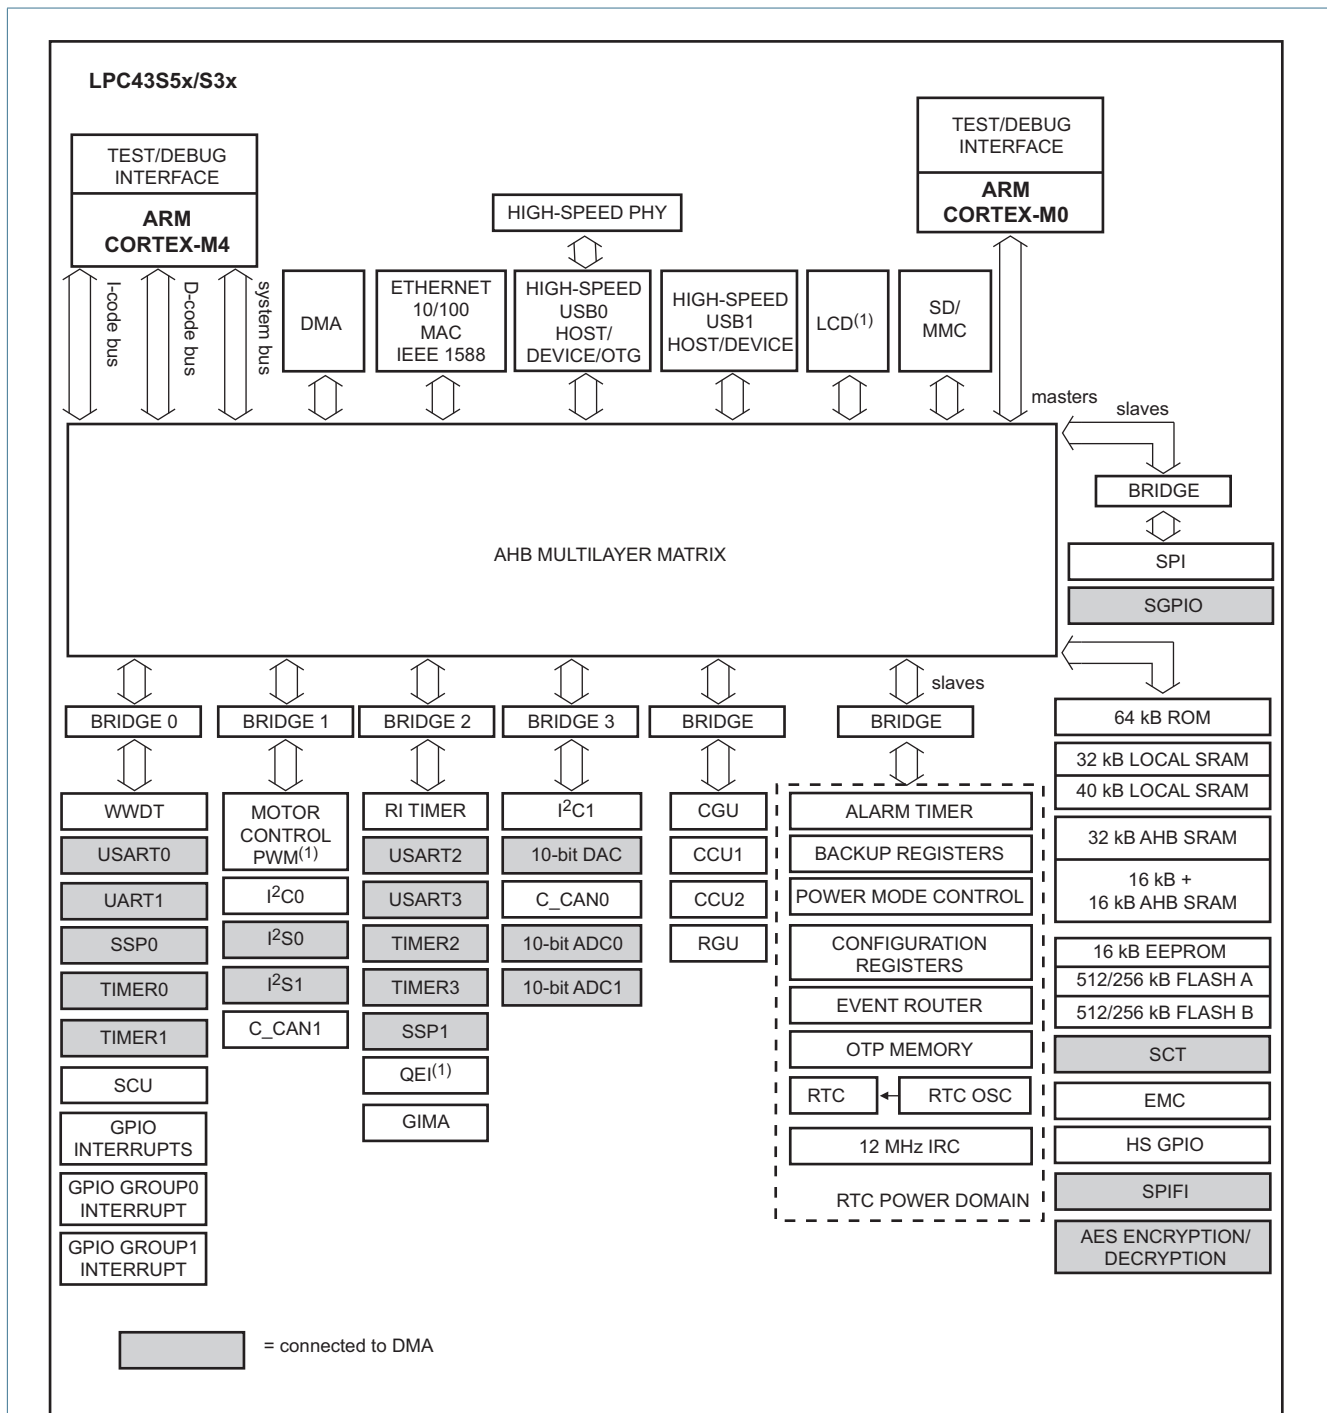 LPC43S5x/S3x
TEST/DEBUG
INTERFACE
ARM
CORTEX-M4
TEST/DEBUG
INTERFACE
ARM
CORTEX-M0
HIGH-SPEED PHY
I-code bus
D-code bus
system bus
DMA
ETHERNET
10/100
MAC
IEEE 1588
HIGH-SPEED
USB0
HOST/
DEVICE/OTG
HIGH-SPEED
USB1
HOST/DEVICE
LCD(1)
SD/
MMC
masters
slaves
BRIDGE
SPI
SGPIO
AHB MULTILAYER MATRIX
slaves
BRIDGE 0
BRIDGE 1
BRIDGE 2
BRIDGE 3
BRIDGE
BRIDGE
WWDT
USART0
UART1
SSP0
TIMER0
TIMER1
SCU
GPIO
INTERRUPTS
GPIO GROUP0
INTERRUPT
GPIO GROUP1
INTERRUPT
MOTOR
CONTROL
PWM(1)
I2C0
I2S0
I2S1
C_CAN1
RI TIMER
USART2
USART3
TIMER2
TIMER3
SSP1
QEI(1)
GIMA
I2C1
10-bit DAC
C_CAN0
10-bit ADC0
10-bit ADC1
CGU
CCU1
CCU2
RGU
ALARM TIMER
BACKUP REGISTERS
POWER MODE CONTROL
CONFIGURATION
REGISTERS
EVENT ROUTER
OTP MEMORY
RTC
RTC OSC
12 MHz IRC
RTC POWER DOMAIN
64 kB ROM
32 kB LOCAL SRAM
40 kB LOCAL SRAM
32 kB AHB SRAM
16 kB +
16 kB AHB SRAM
16 kB EEPROM
512/256 kB FLASH A
512/256 kB FLASH B
SCT
EMC
HS GPIO
SPIFI
AES ENCRYPTION/
DECRYPTION
= connected to DMA